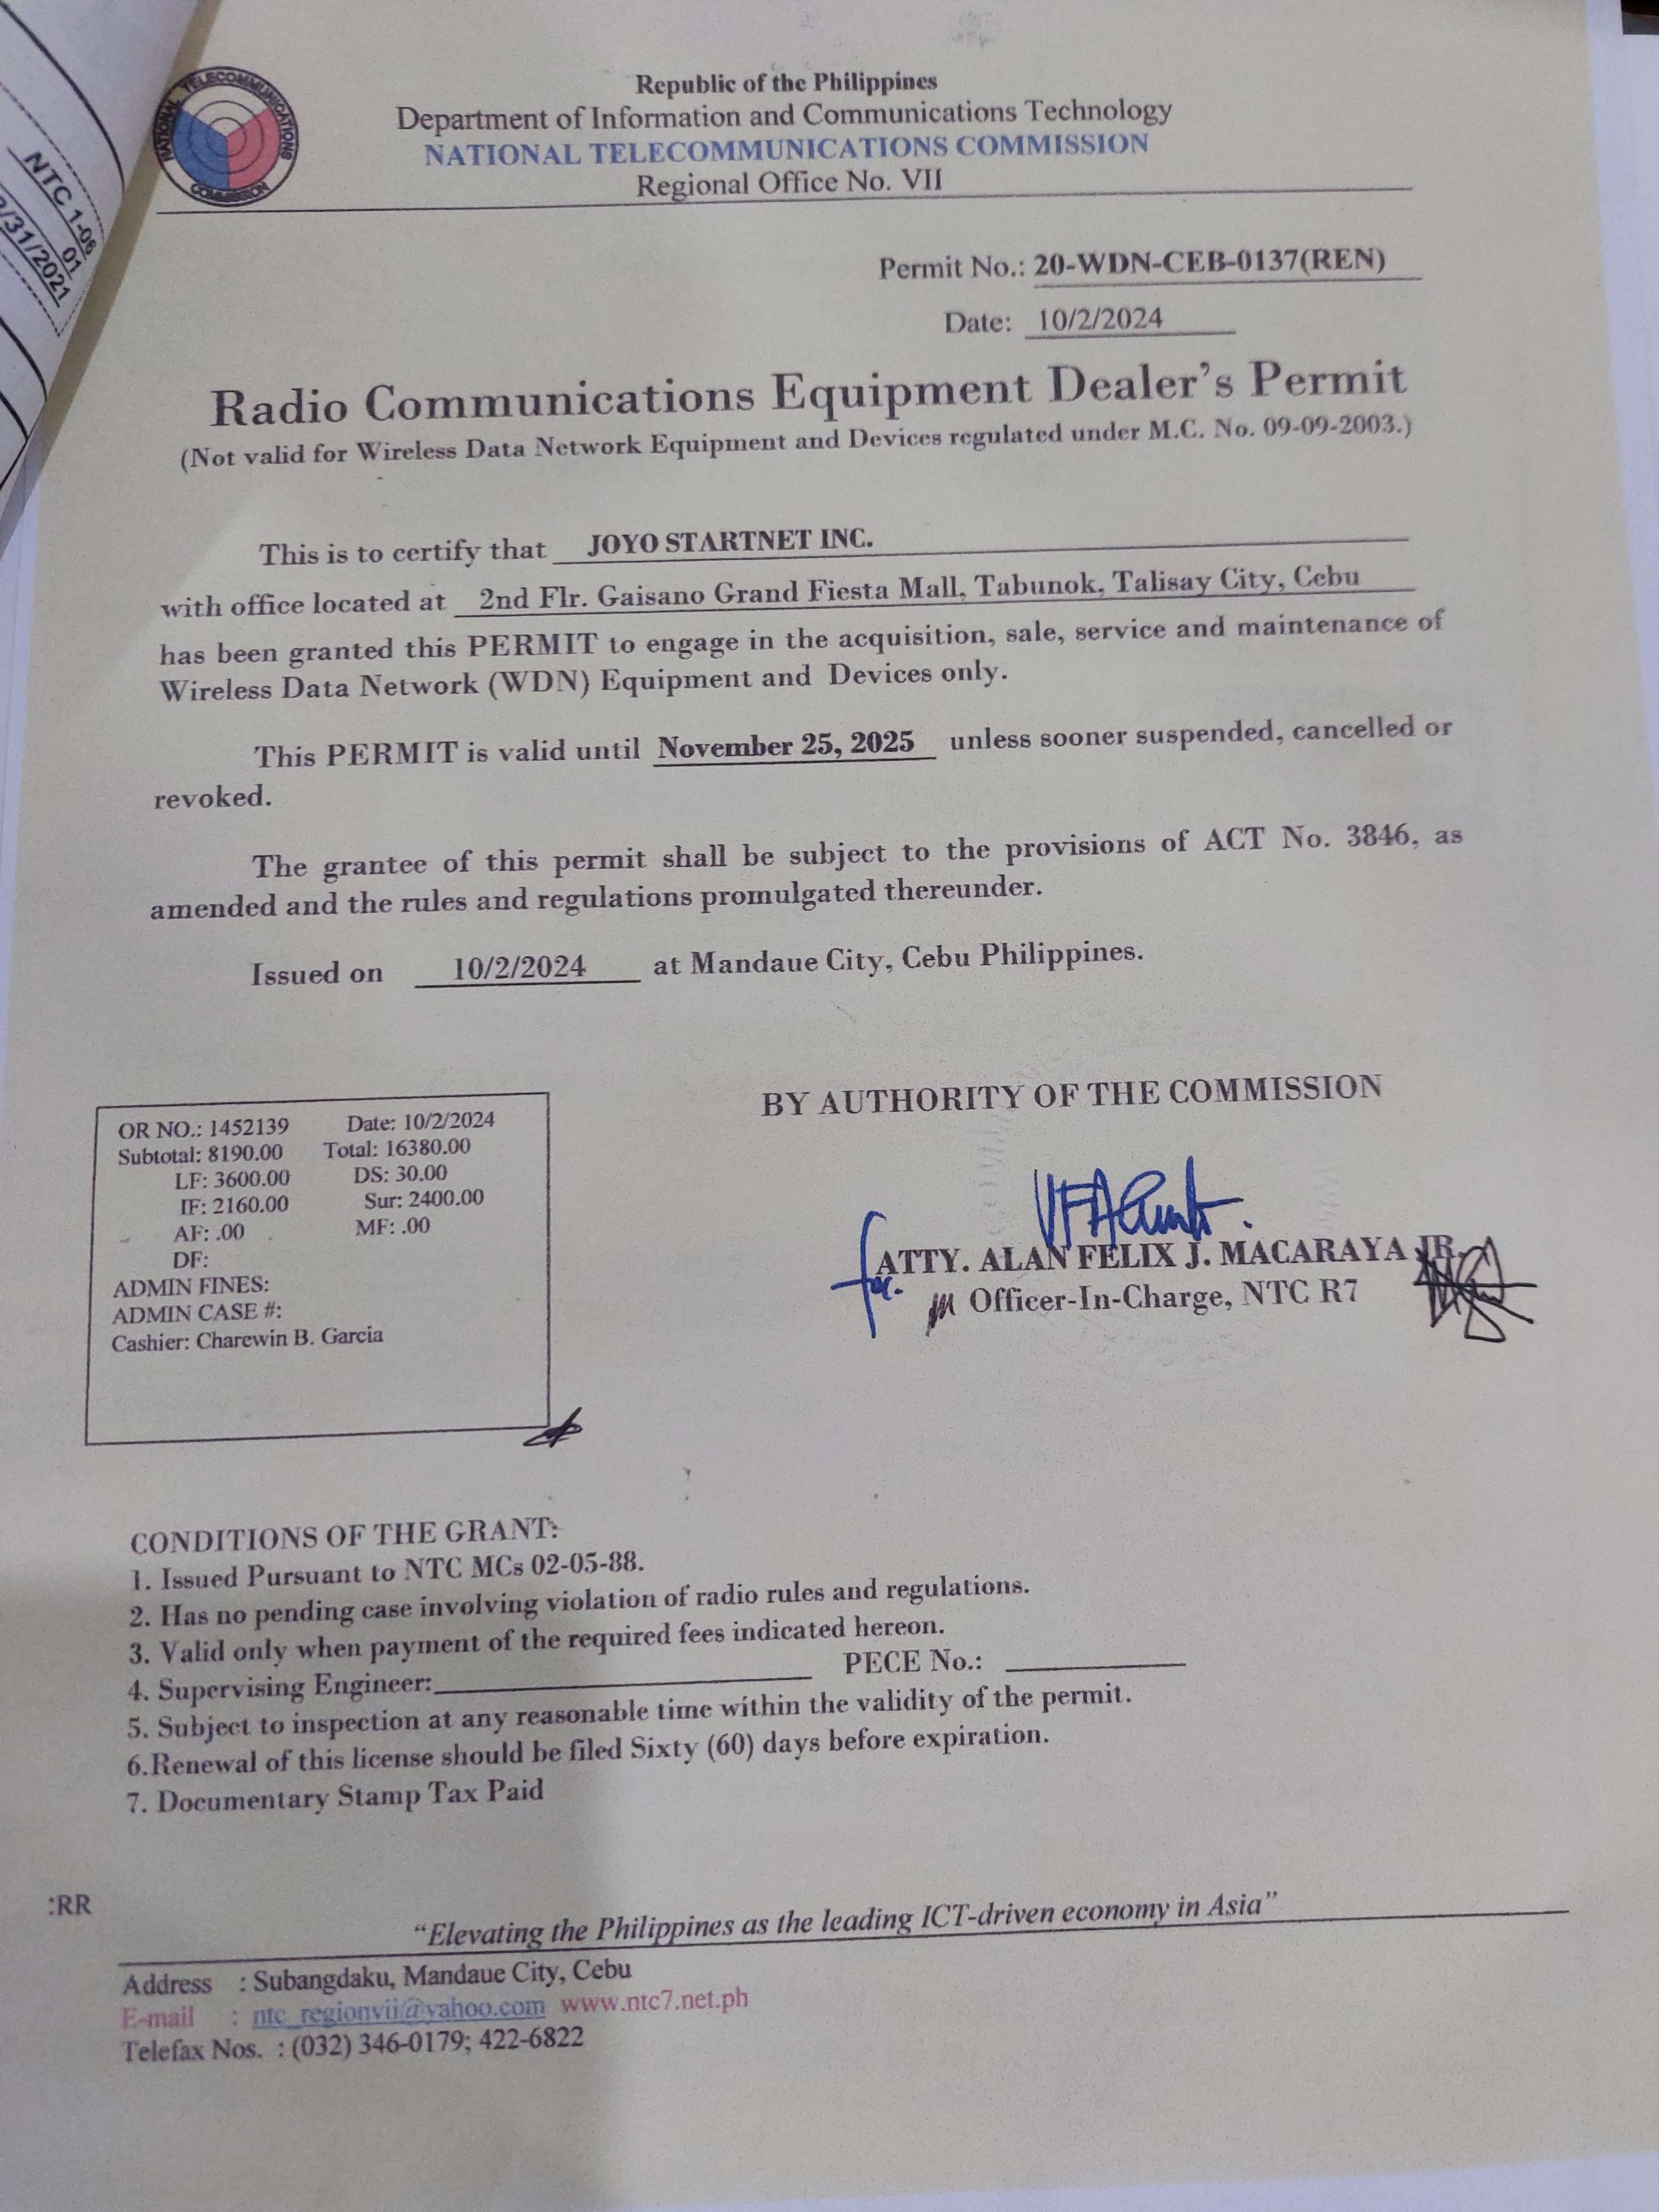 NTC 1-06
01
/31/2021
NATIONAL TELECOMMUNICATIONS COMMISSION
Republic of the Philippines
Department of Information and Communications Technology
NATIONAL TELECOMMUNICATIONS COMMISSION
Regional Office No. VII
Permit No.: 20-WDN-CEB-0137(REN)
Date: 10/2/2024
Radio Communications Equipment Dealer's Permit
(Not valid for Wireless Data Network Equipment and Devices regulated under M.C. No. 09-09-2003.)
This is to certify that JOYO STARTNET INC.
with office located at 2nd Flr. Gaisano Grand Fiesta Mall, Tabunok, Talisay City, Cebu
has been granted this PERMIT to engage in the acquisition, sale, service and maintenance of
Wireless Data Network (WDN) Equipment and Devices only.
This PERMIT is valid until November 25, 2025 unless sooner suspended, cancelled or
revoked.
The grantee of this permit shall be subject to the provisions of ACT No. 3846, as
amended and the rules and regulations promulgated thereunder.
Issued on 10/2/2024 at Mandaue City, Cebu Philippines.
BY AUTHORITY OF THE COMMISSION
OR NO.: 1452139 Date: 10/2/2024
Subtotal: 8190.00 Total: 16380.00
LF: 3600.00 DS: 30.00
IF: 2160.00 Sur: 2400.00
AF: .00 MF: .00
DF:
ADMIN FINES:
ADMIN CASE #:
Cashier: Charewin B. Garcia
for.
ATTY. ALAN FELIX J. MACARAYA JR.
Officer-In-Charge, NTC R7
CONDITIONS OF THE GRANT:
1. Issued Pursuant to NTC MCs 02-05-88.
2. Has no pending case involving violation of radio rules and regulations.
3. Valid only when payment of the required fees indicated hereon.
4. Supervising Engineer: PECE No.:
5. Subject to inspection at any reasonable time within the validity of the permit.
6.Renewal of this license should be filed Sixty (60) days before expiration.
7. Documentary Stamp Tax Paid
:RR
"Elevating the Philippines as the leading ICT-driven economy in Asia"
Address : Subangdaku, Mandaue City, Cebu
E-mail : ntc_regionvii@yahoo.com www.ntc7.net.ph
Telefax Nos. : (032) 346-0179; 422-6822